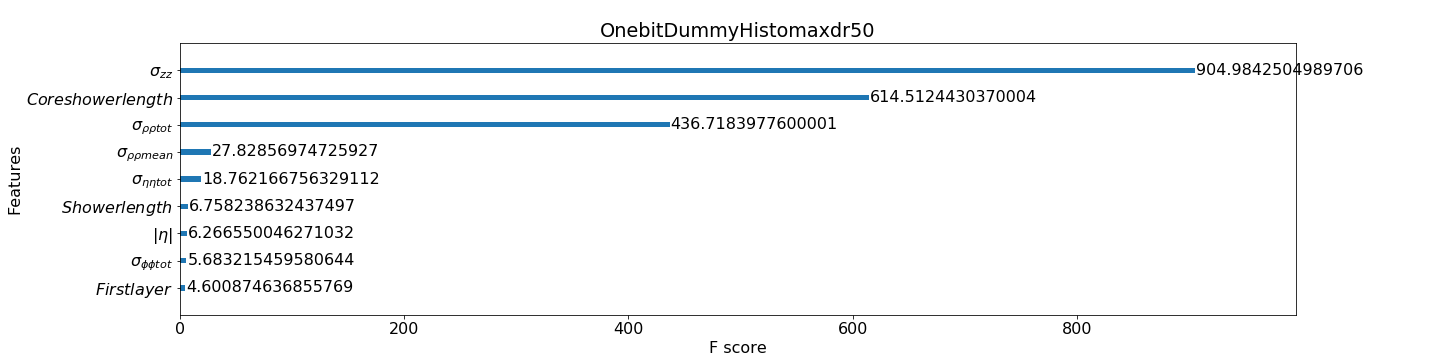 OnebitDummyHistomaxdr50
σzz 904.9842504989706
Coreshowerlength 614.5124430370004
σρρtot 436.7183977600001
σρρmean 27.82856974725927
σηηtot 18.762166756329112
Showerlength 6.758238632437497
|η| 6.266550046271032
σϕϕtot 5.683215459580644
Firstlayer 4.600874636855769
Features
0 200 400 600 800
F score